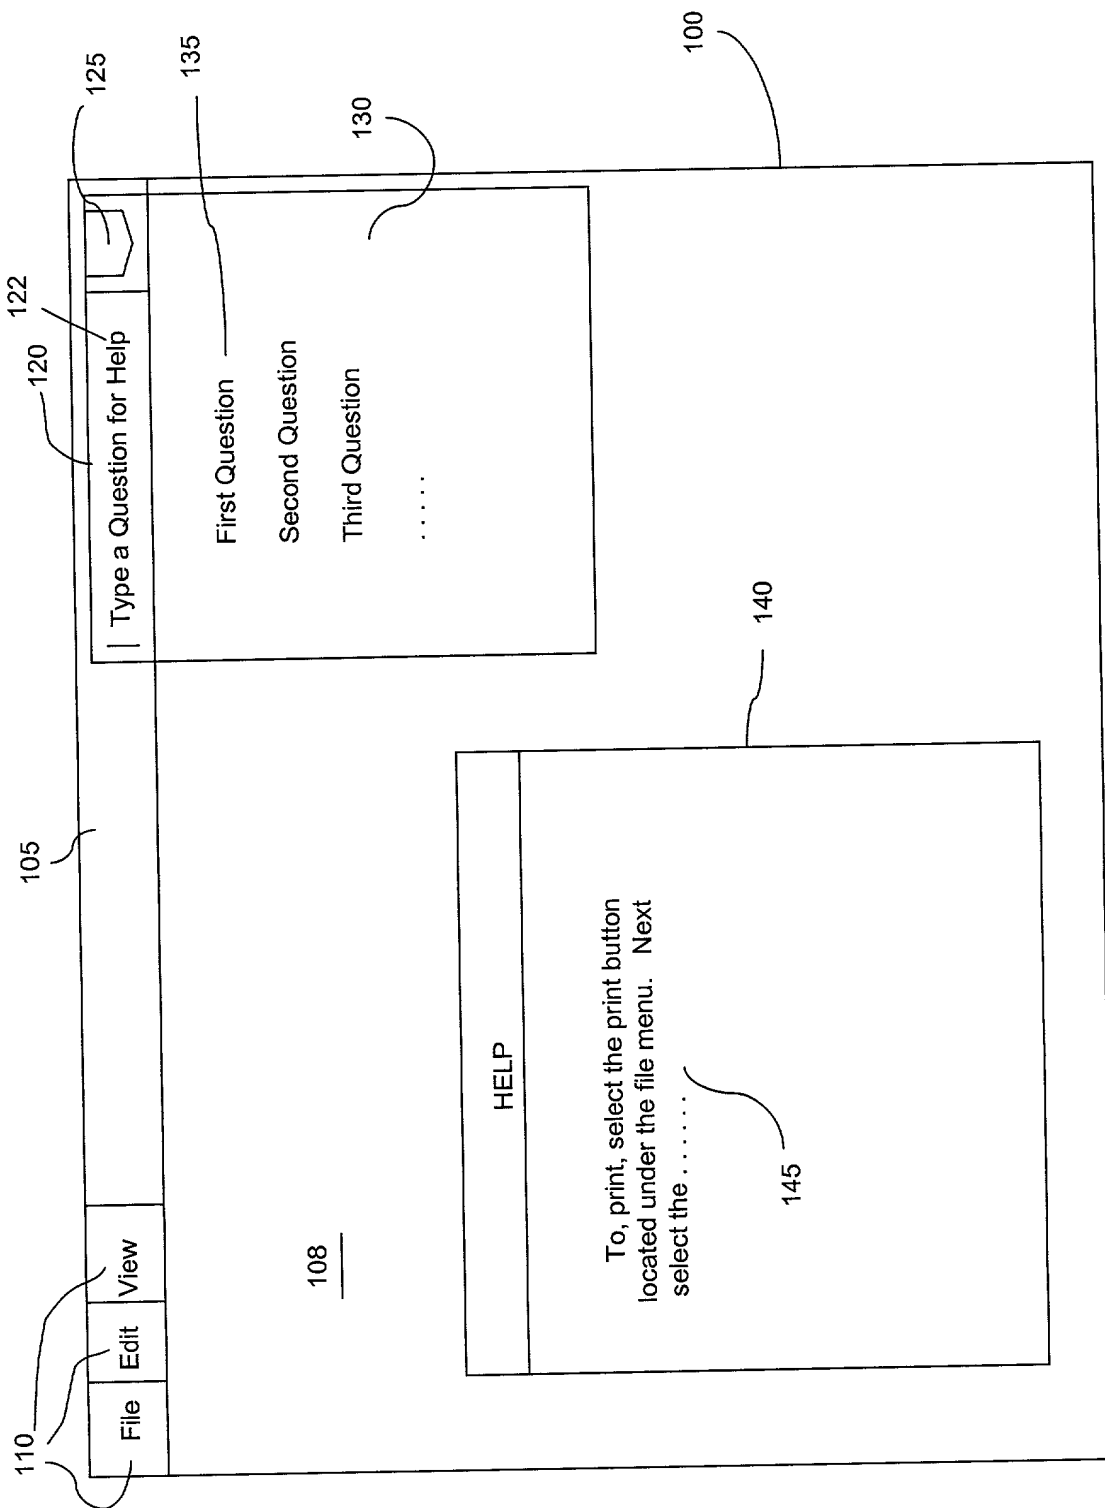 110
105
120
122
125
135
File
Edit
View
Type a Question for Help
First Question
Second Question
Third Question
. . . . .
130
100
108
HELP
To, print, select the print button
located under the file menu. Next
select the . . . . . . .
140
145